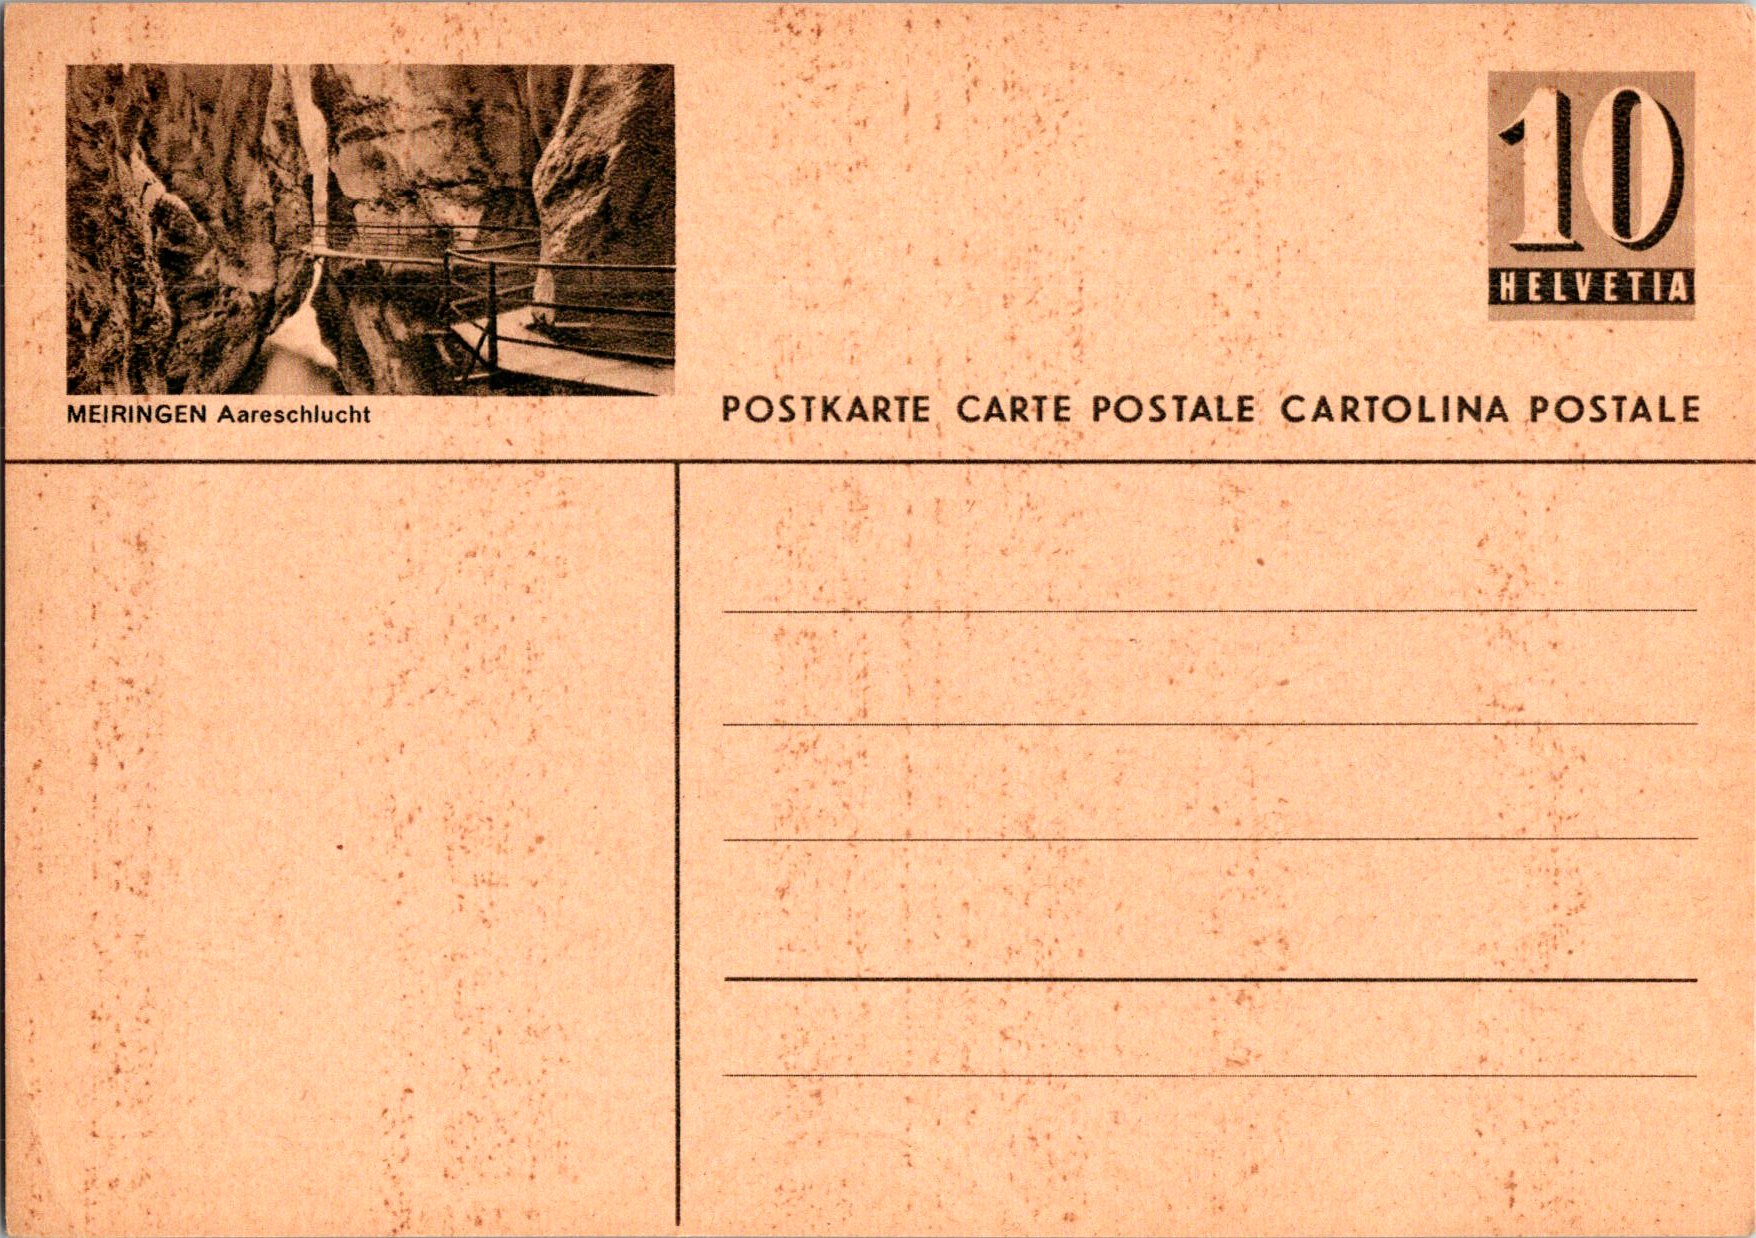 10
HELVETIA
MEIRINGEN Aareschlucht
POSTKARTE CARTE POSTALE CARTOLINA POSTALE